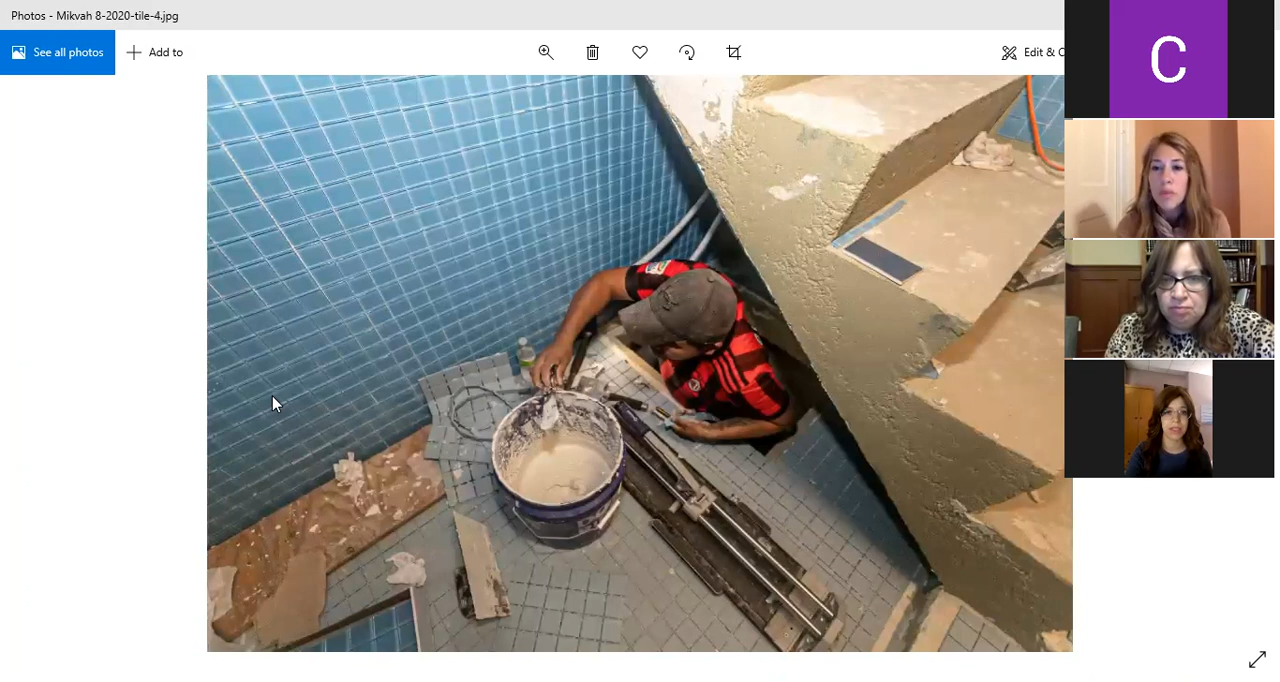 Photos - Mikvah 8-2020-tile-4.jpg
See all photos
Add to
Edit & C
C